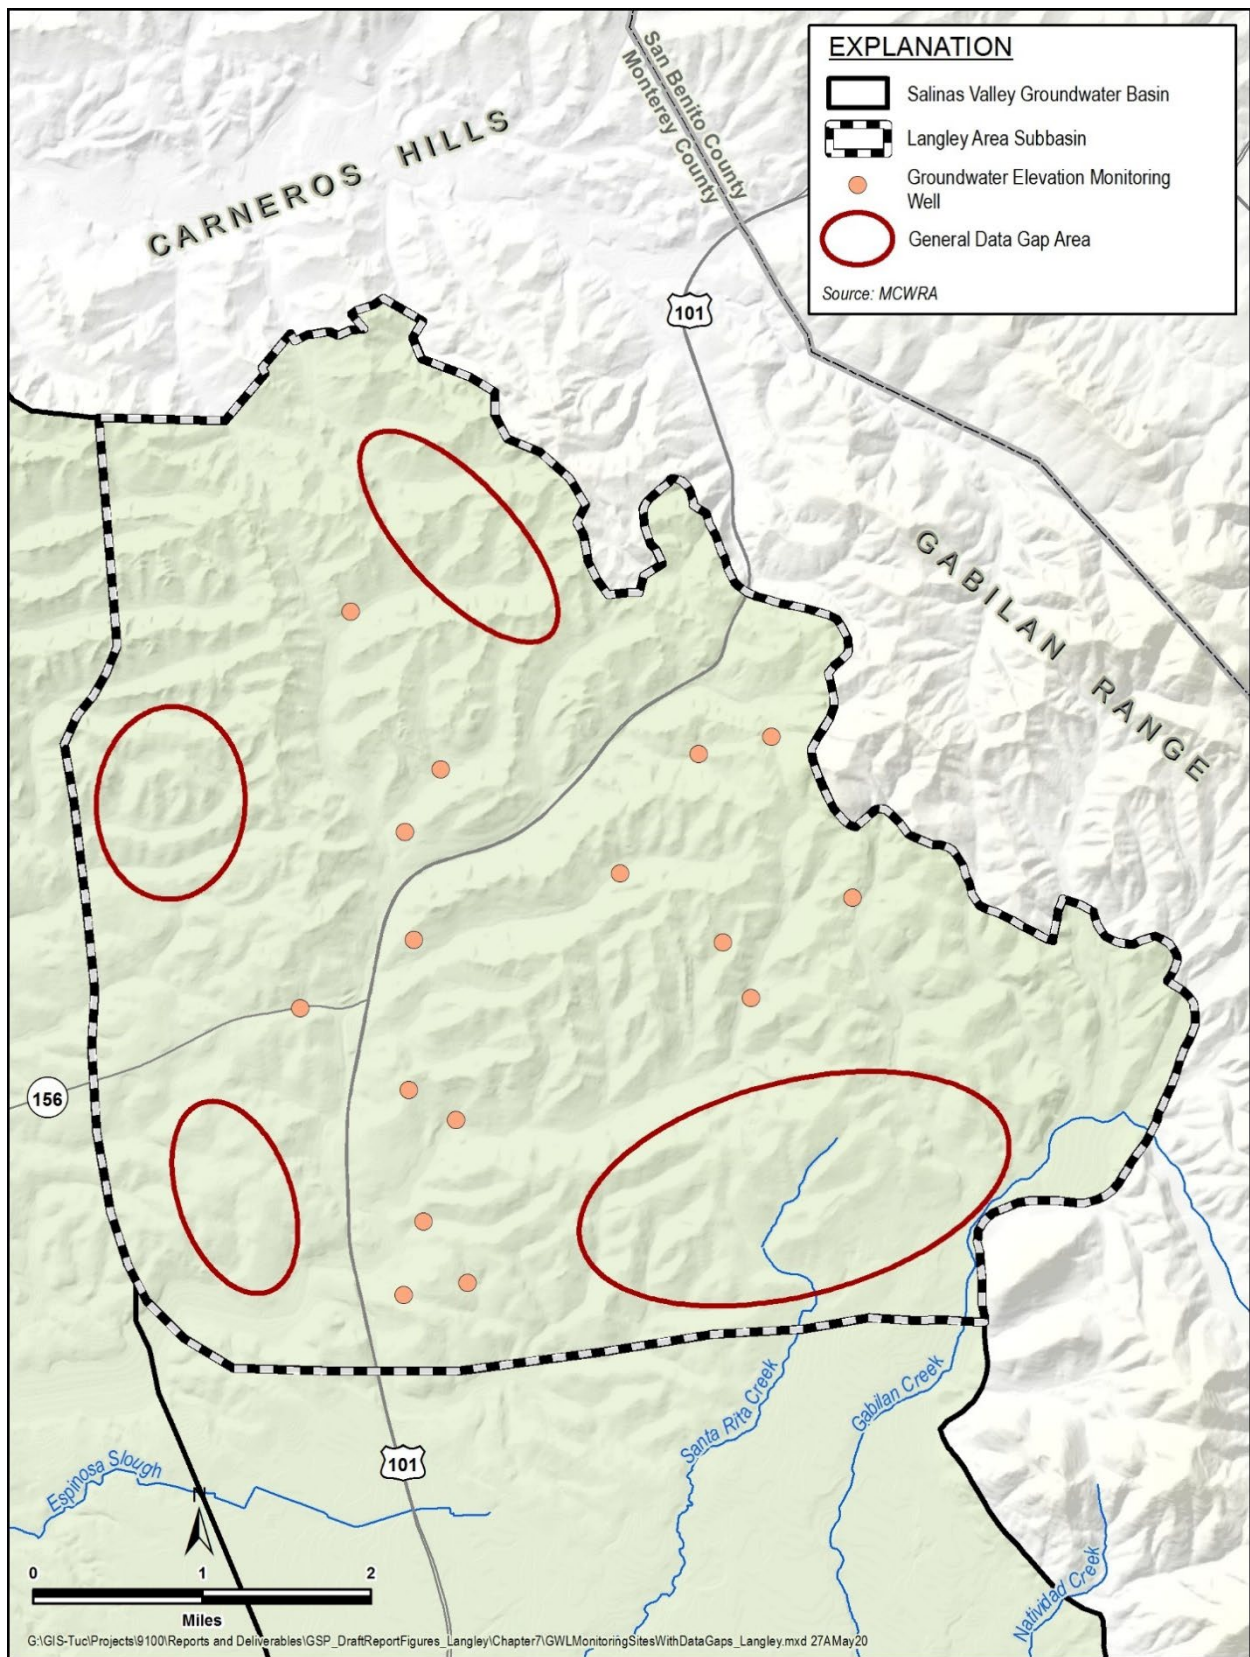 EXPLANATION
Salinas Valley Groundwater Basin
Langley Area Subbasin
Groundwater Elevation Monitoring
Well
General Data Gap Area
Source: MCWRA
San Benito County
Monterey County
CARNEROS HILLS
101
GABILAN RANGE
156
Santa Rita Creek
Gabilan Creek
101
Espinosa Slough
N
Natividad Creek
0 1 2
Miles
G:\GIS-Tuc\Projects\9100\Reports and Deliverables\GSP_DraftReportFigures_Langley\Chapter7\GWLMonitoringSitesWithDataGaps_Langley.mxd 27AMay20